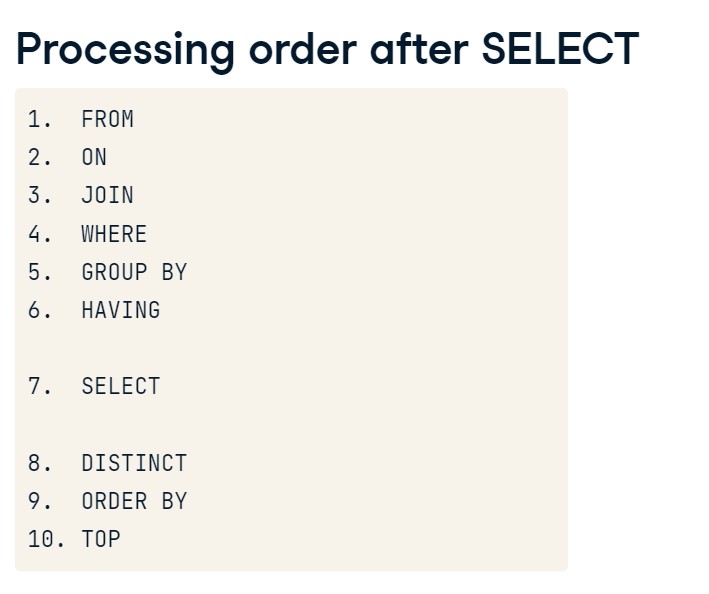 Processing order after SELECT
1. FROM
2. ON
3. JOIN
4. WHERE
5. GROUP BY
6. HAVING
7. SELECT
8. DISTINCT
9. ORDER BY
10. TOP